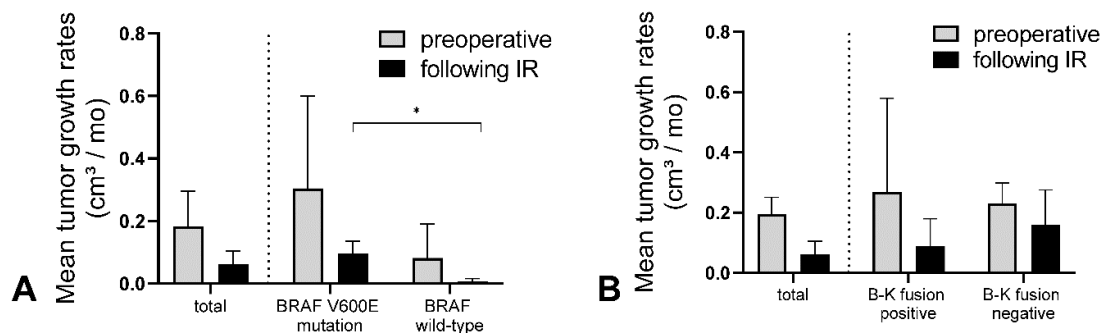 Mean tumor growth rates
(cm³ / mo)
0.8
0.6
0.4
0.2
0.0
preoperative
following IR
*
total
BRAF V600E
mutation
BRAF
wild-type
A
Mean tumor growth rates
(cm³ / mo)
0.8
0.6
0.4
0.2
0.0
preoperative
following IR
total
B-K fusion
positive
B-K fusion
negative
B